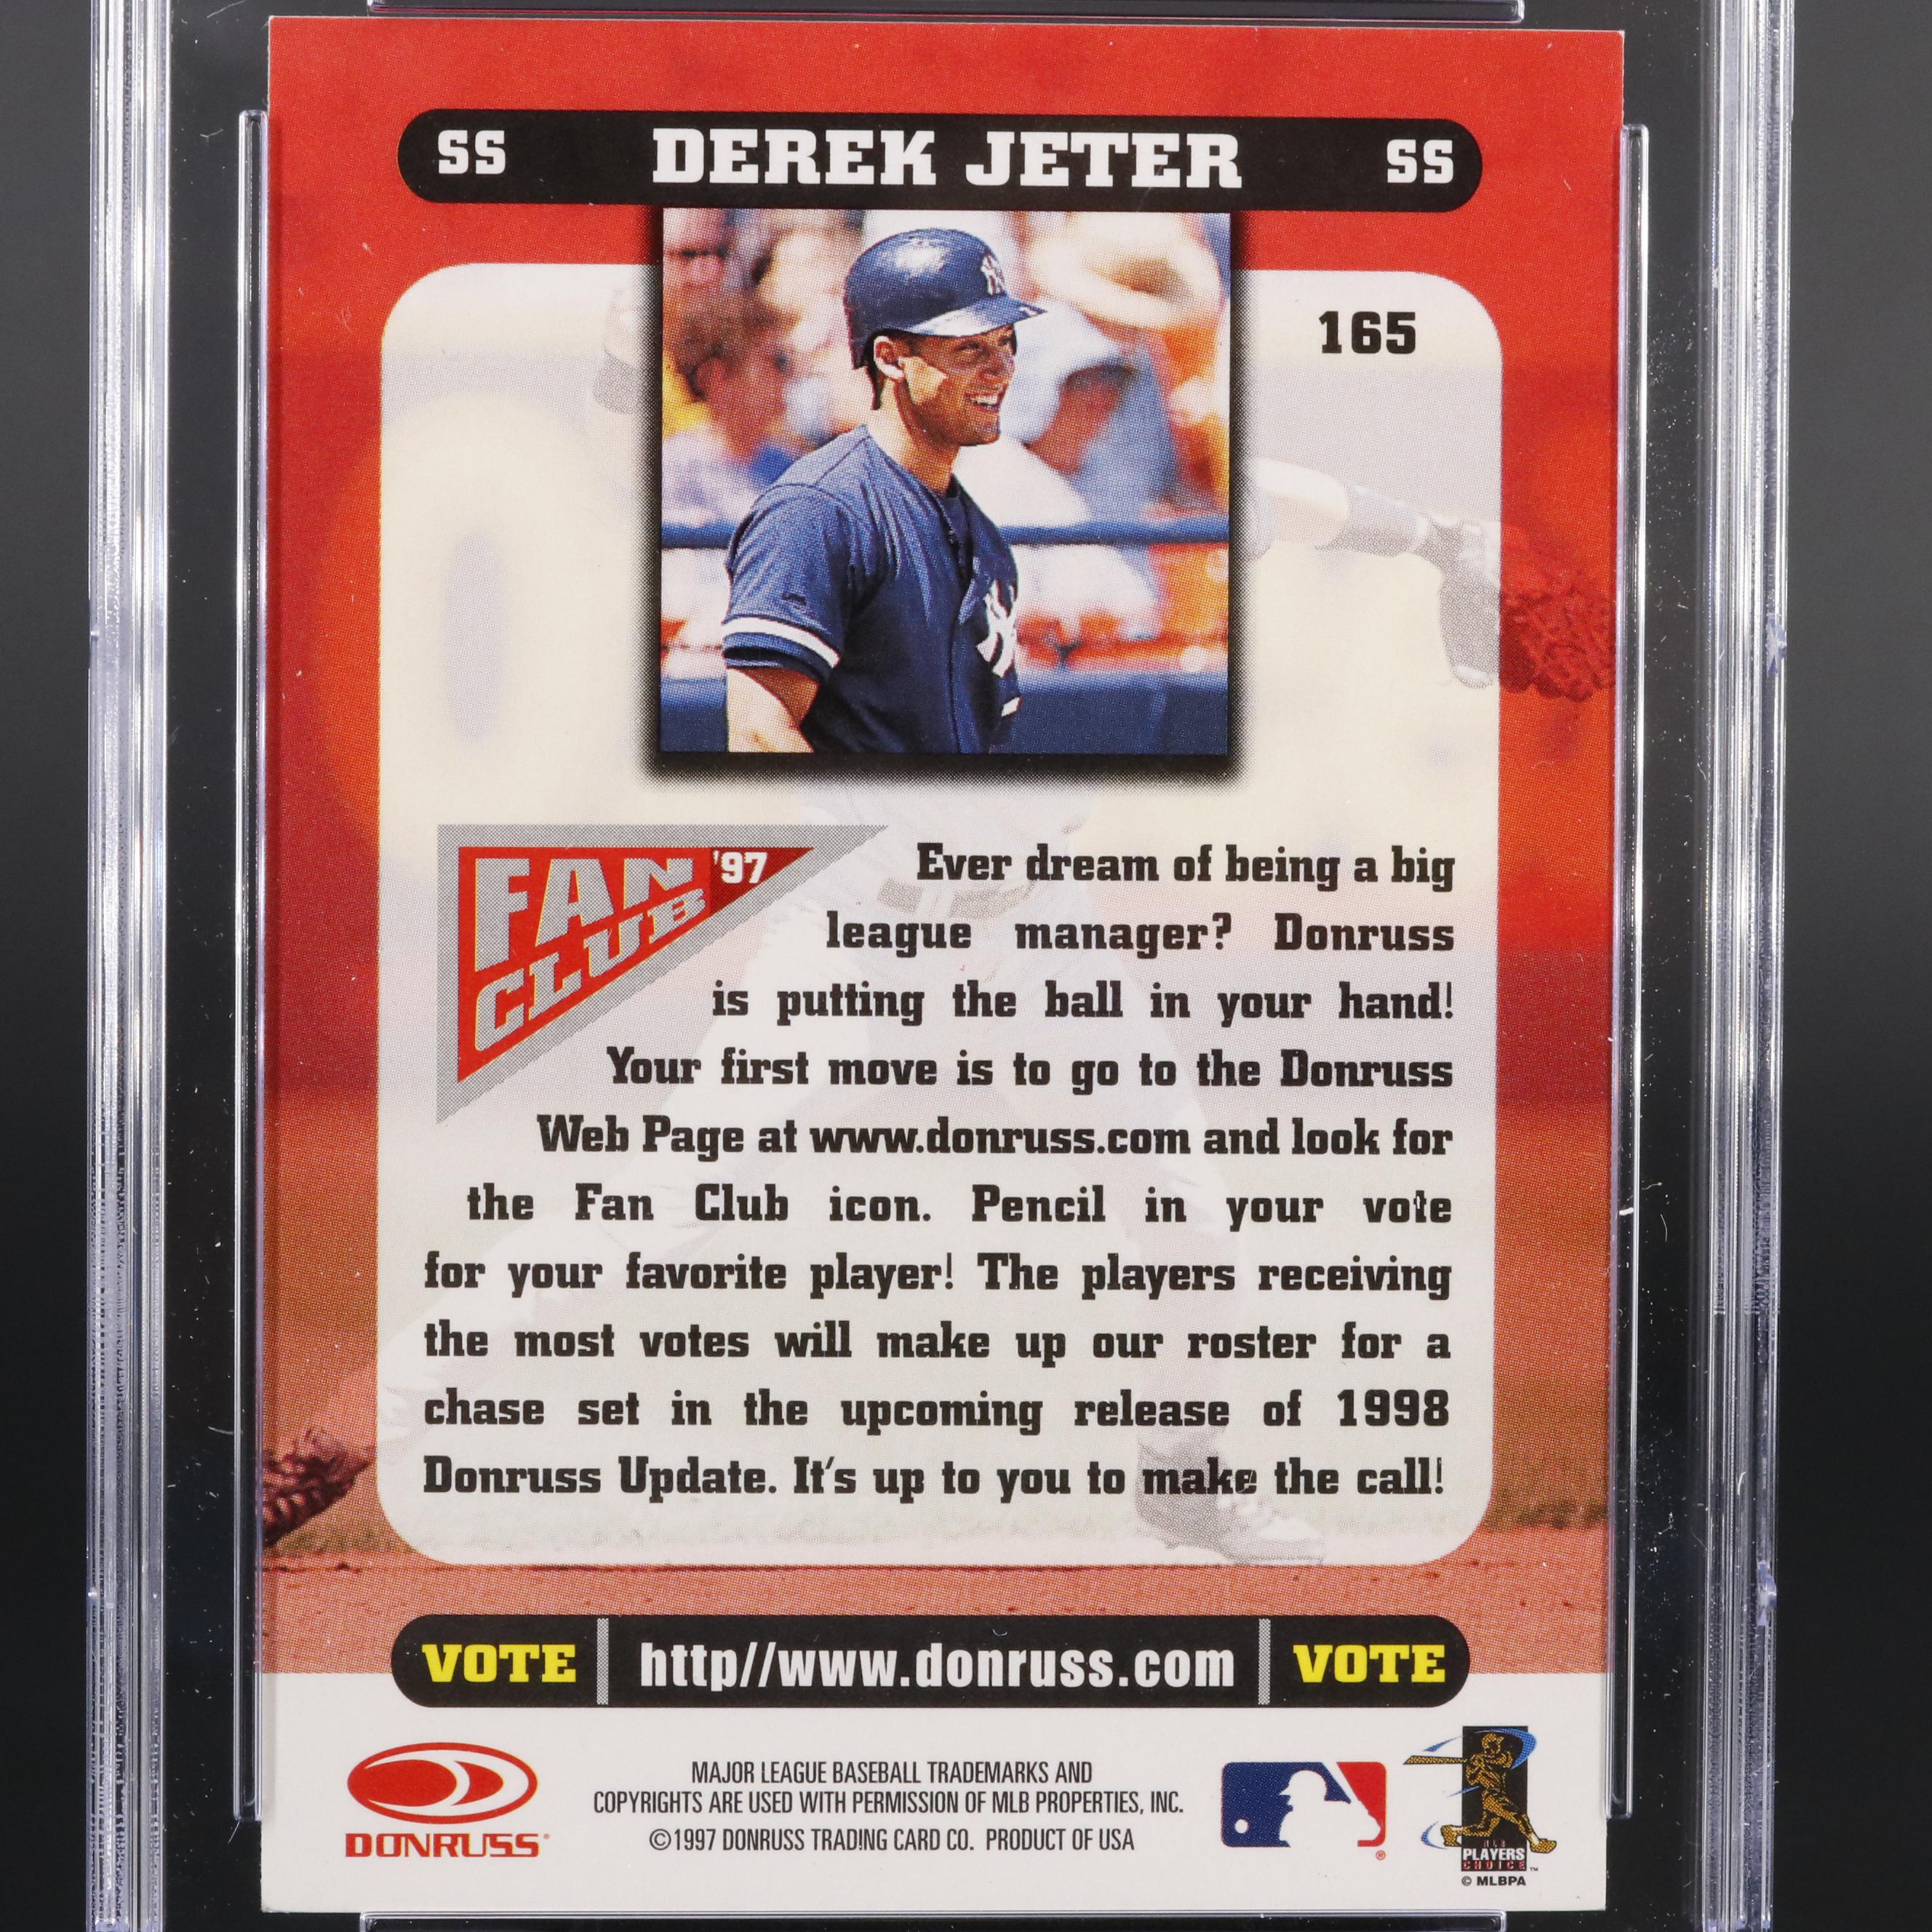 SS DEREK JETER SS
165
FAN '97
CLUB
Ever dream of being a big
league manager? Donruss
is putting the ball in your hand!
Your first move is to go to the Donruss
Web Page at www.donruss.com and look for
the Fan Club icon. Pencil in your vote
for your favorite player! The players receiving
the most votes will make up our roster for a
chase set in the upcoming release of 1998
Donruss Update. It's up to you to make the call!
VOTE http//www.donruss.com VOTE
DONRUSS®
MAJOR LEAGUE BASEBALL TRADEMARKS AND
COPYRIGHTS ARE USED WITH PERMISSION OF MLB PROPERTIES, INC.
©1997 DONRUSS TRADING CARD CO. PRODUCT OF USA
®
PLAYERS
CHOICE™
© MLBPA